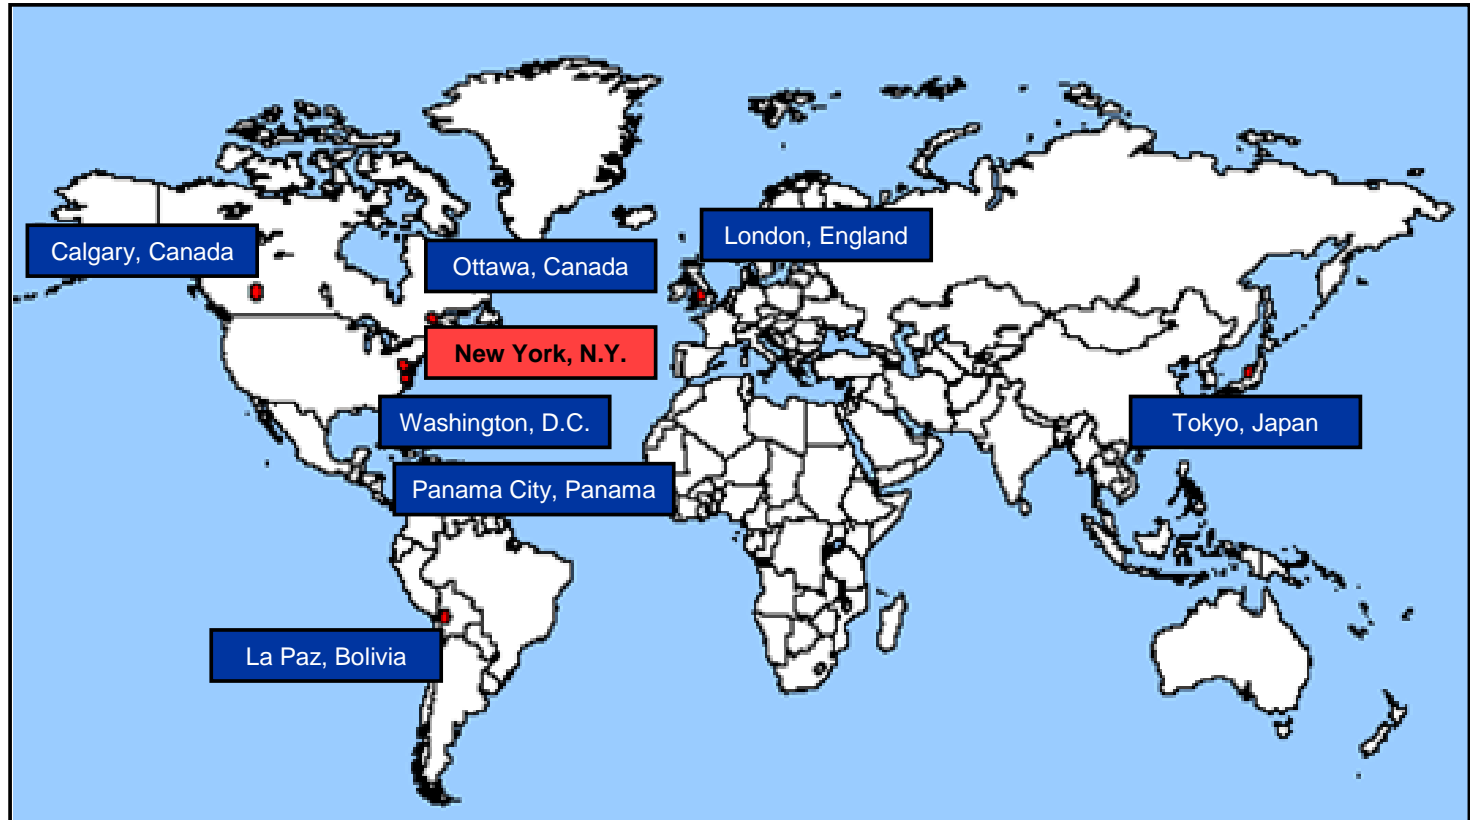 London, England
Calgary, Canada
Ottawa, Canada
New York, N.Y.
Washington, D.C.
Tokyo, Japan
Panama City, Panama
La Paz, Bolivia